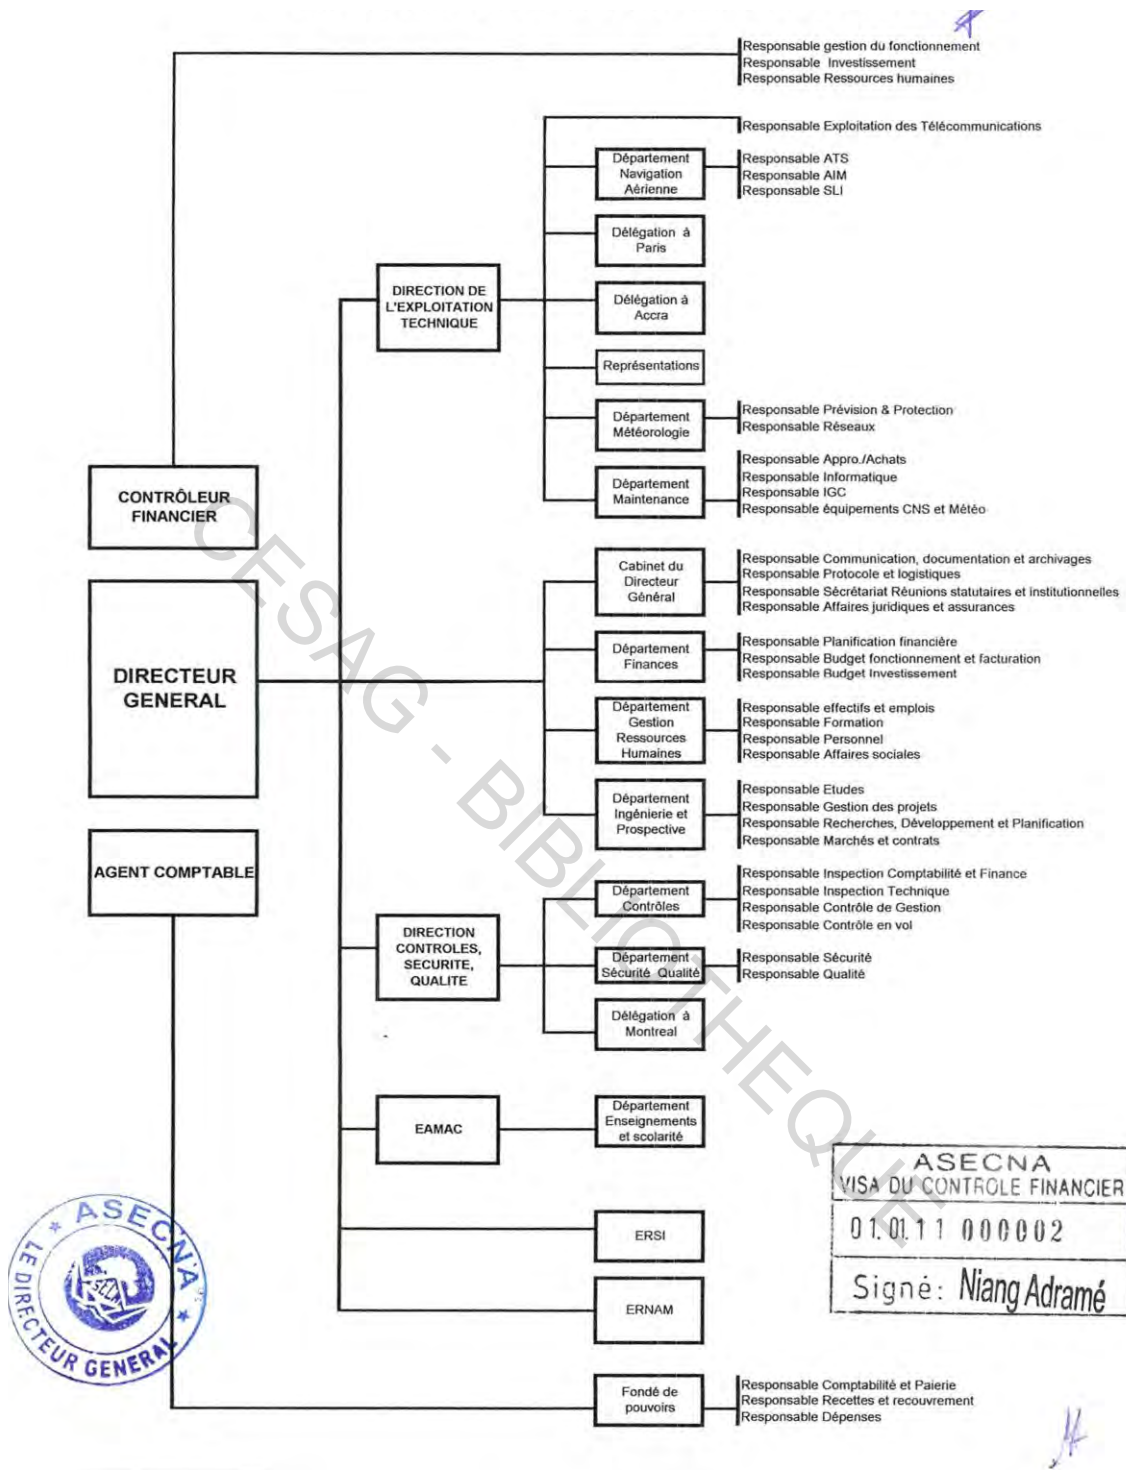 Responsable gestion du fonctionnement
Responsable Investissement
Responsable Ressources humaines
Responsable Exploitation des Télécommunications
Département
Navigation
Aérienne
Responsable ATS
Responsable AIM
Responsable SLI
Délégation à
Paris
DIRECTION DE
L'EXPLOITATION
TECHNIQUE
Délégation à
Accra
Représentations
Département
Météorologie
Responsable Prévision & Protection
Responsable Réseaux
Département
Maintenance
Responsable Appro./Achats
Responsable Informatique
Responsable IGC
Responsable équipements CNS et Météo
CONTRÔLEUR
FINANCIER
Cabinet du
Directeur
Général
Responsable Communication, documentation et archivages
Responsable Protocole et logistiques
Responsable Sécrétariat Réunions statutaires et institutionnelles
Responsable Affaires juridiques et assurances
DIRECTEUR
GENERAL
Département
Finances
Responsable Planification financière
Responsable Budget fonctionnement et facturation
Responsable Budget Investissement
Département
Gestion
Ressources
Humaines
Responsable effectifs et emplois
Responsable Formation
Responsable Personnel
Responsable Affaires sociales
Département
Ingénierie et
Prospective
Responsable Etudes
Responsable Gestion des projets
Responsable Recherches, Développement et Planification
Responsable Marchés et contrats
AGENT COMPTABLE
DIRECTION
CONTROLES,
SECURITE,
QUALITE
Département
Contrôles
Responsable Inspection Comptabilité et Finance
Responsable Inspection Technique
Responsable Contrôle de Gestion
Responsable Contrôle en vol
Département
Sécurité Qualité
Responsable Sécurité
Responsable Qualité
Délégation à
Montreal
EAMAC
Département
Enseignements
et scolarité
ERSI
ERNAM
Fondé de
pouvoirs
Responsable Comptabilité et Paierie
Responsable Recettes et recouvrement
Responsable Dépenses
ASECNA
VISA DU CONTROLE FINANCIER
01.01.11 000002
Signé: Niang Adramé
ASECNA
LE DIRECTEUR GENERAL
CESAG - BIBLIOTHEQUE